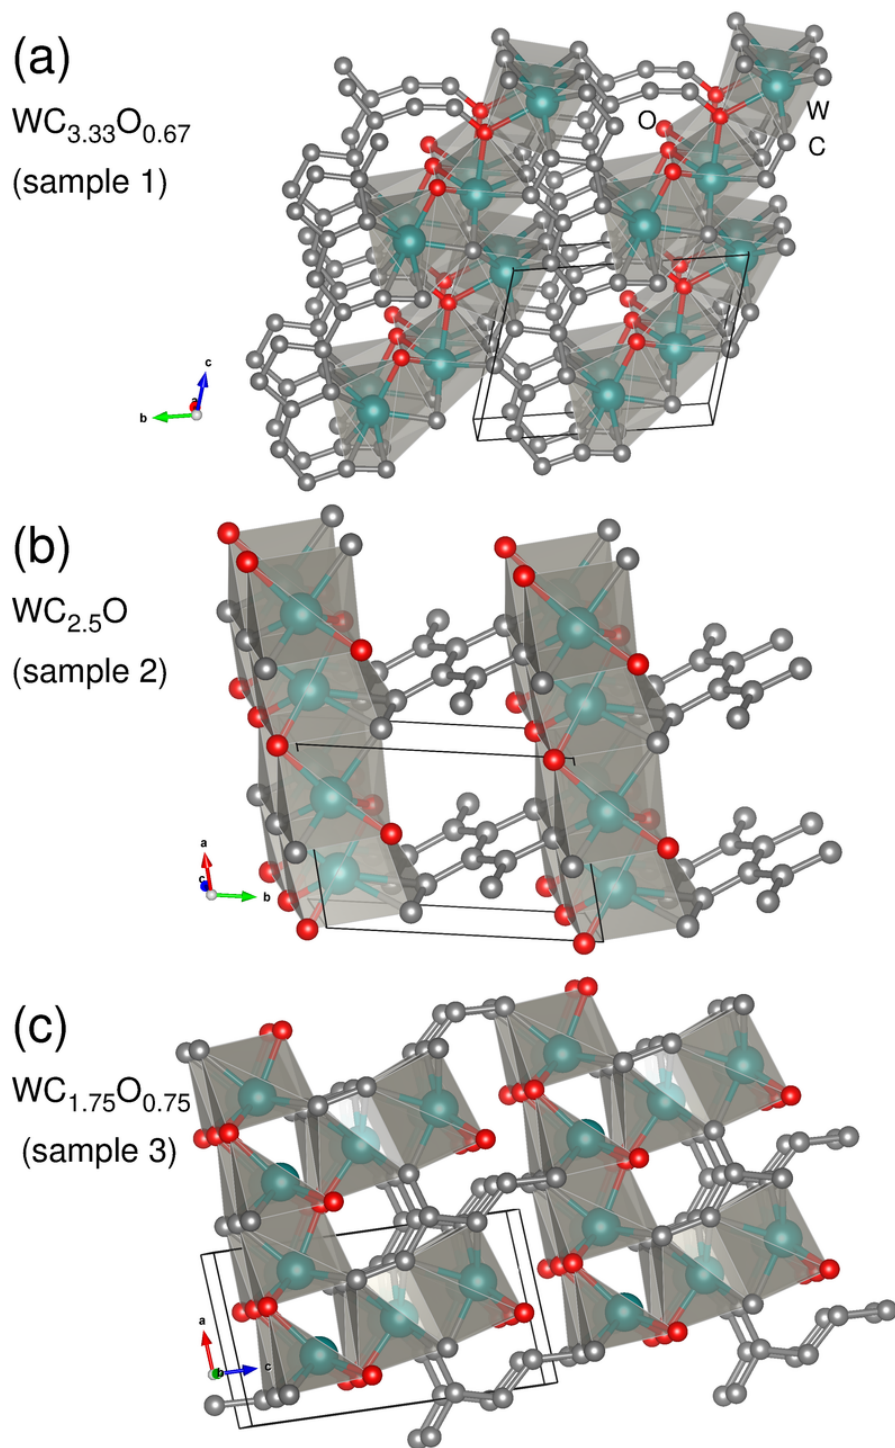 (a)
WC3.33O0.67
(sample 1)
O
W
C
c
a
b
(b)
WC2.5O
(sample 2)
a
c
b
(c)
WC1.75O0.75
(sample 3)
a
b
c